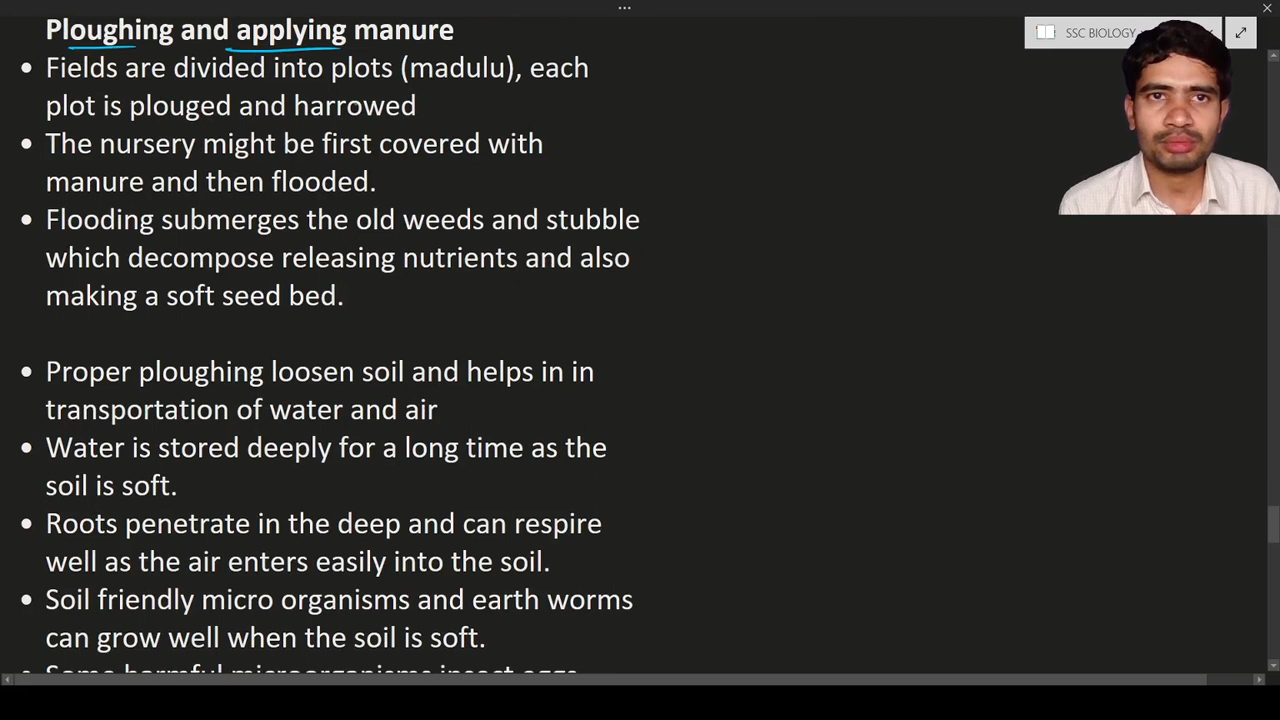 Ploughing and applying manure
SSC BIOLOGY
• Fields are divided into plots (madulu), each
plot is plouged and harrowed
• The nursery might be first covered with
manure and then flooded.
• Flooding submerges the old weeds and stubble
which decompose releasing nutrients and also
making a soft seed bed.
• Proper ploughing loosen soil and helps in in
transportation of water and air
• Water is stored deeply for a long time as the
soil is soft.
• Roots penetrate in the deep and can respire
well as the air enters easily into the soil.
• Soil friendly micro organisms and earth worms
can grow well when the soil is soft.
• Some harmful microorganisms insect eggs